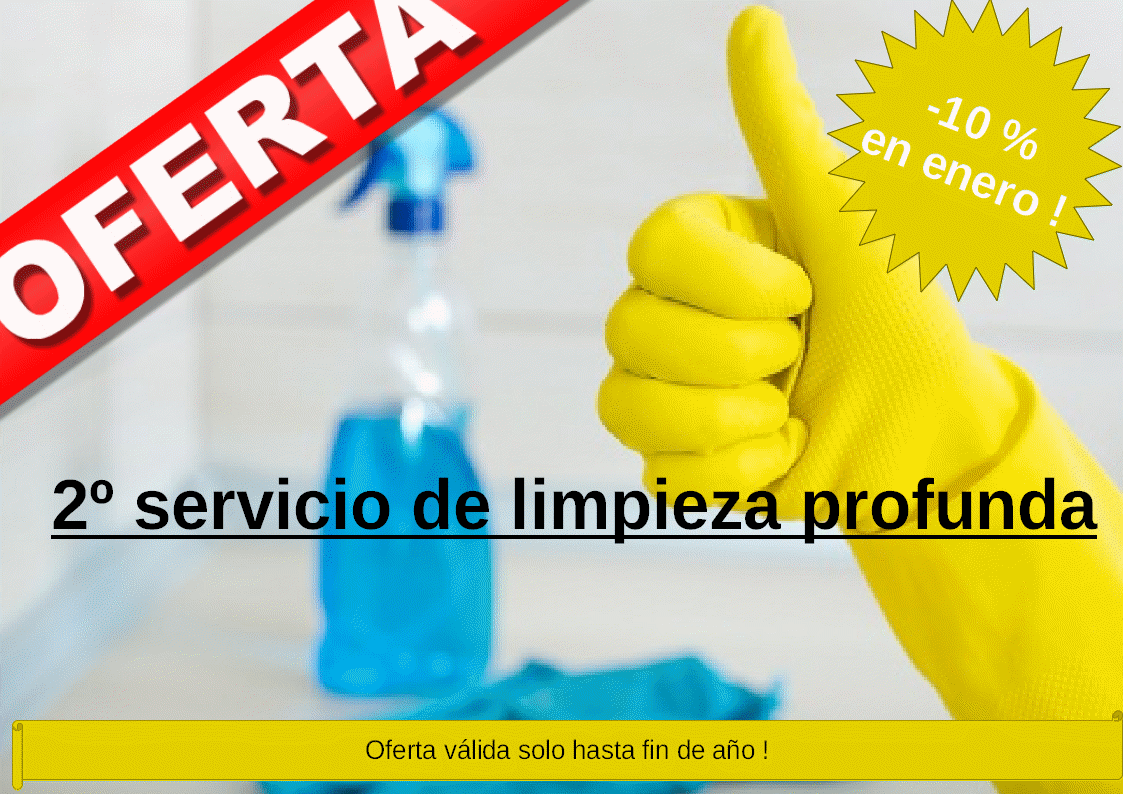 OFERTA
-10 %
en enero !
2º servicio de limpieza profunda
Oferta válida solo hasta fin de año !